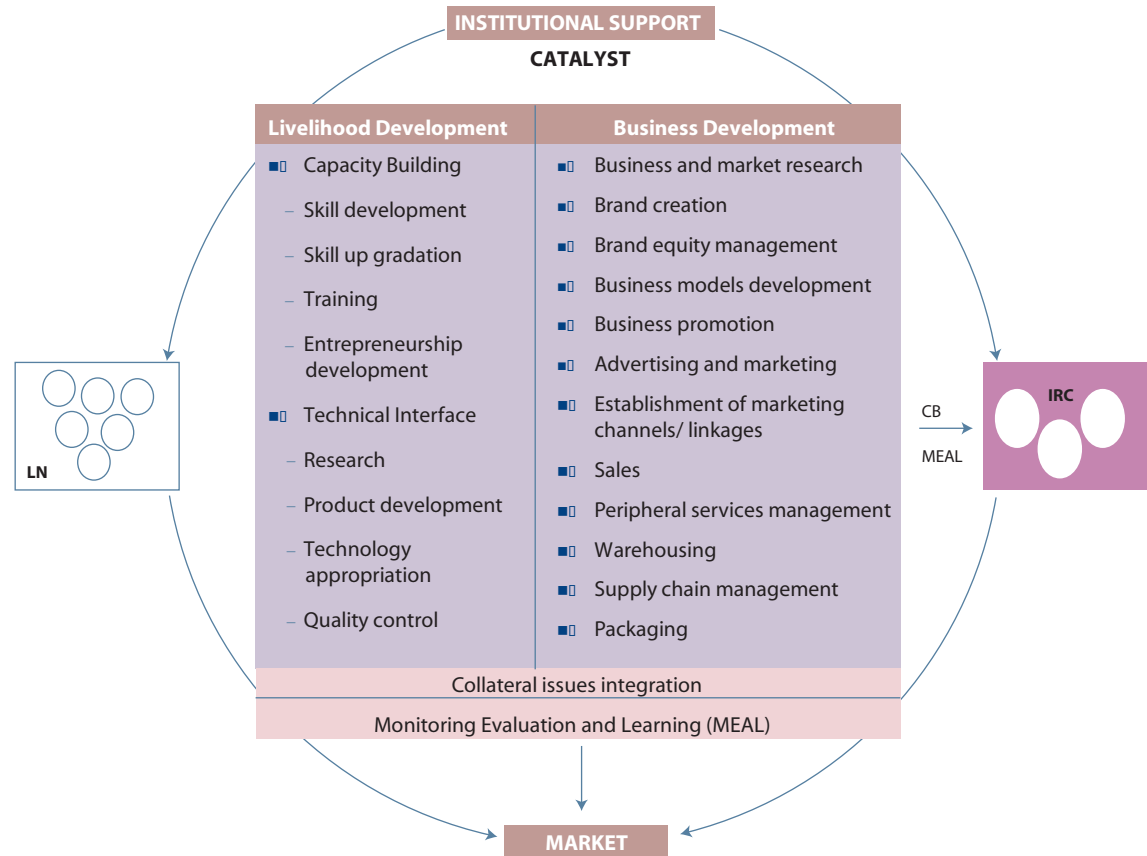 INSTITUTIONAL SUPPORT
CATALYST
Livelihood Development
Capacity Building
– Skill development
– Skill up gradation
– Training
– Entrepreneurship
development
Technical Interface
– Research
– Product development
– Technology
appropriation
– Quality control
Business Development
Business and market research
Brand creation
Brand equity management
Business models development
Business promotion
Advertising and marketing
Establishment of marketing
channels/ linkages
Sales
Peripheral services management
Warehousing
Supply chain management
Packaging
Collateral issues integration
Monitoring Evaluation and Learning (MEAL)
LN
CB
MEAL
IRC
MARKET